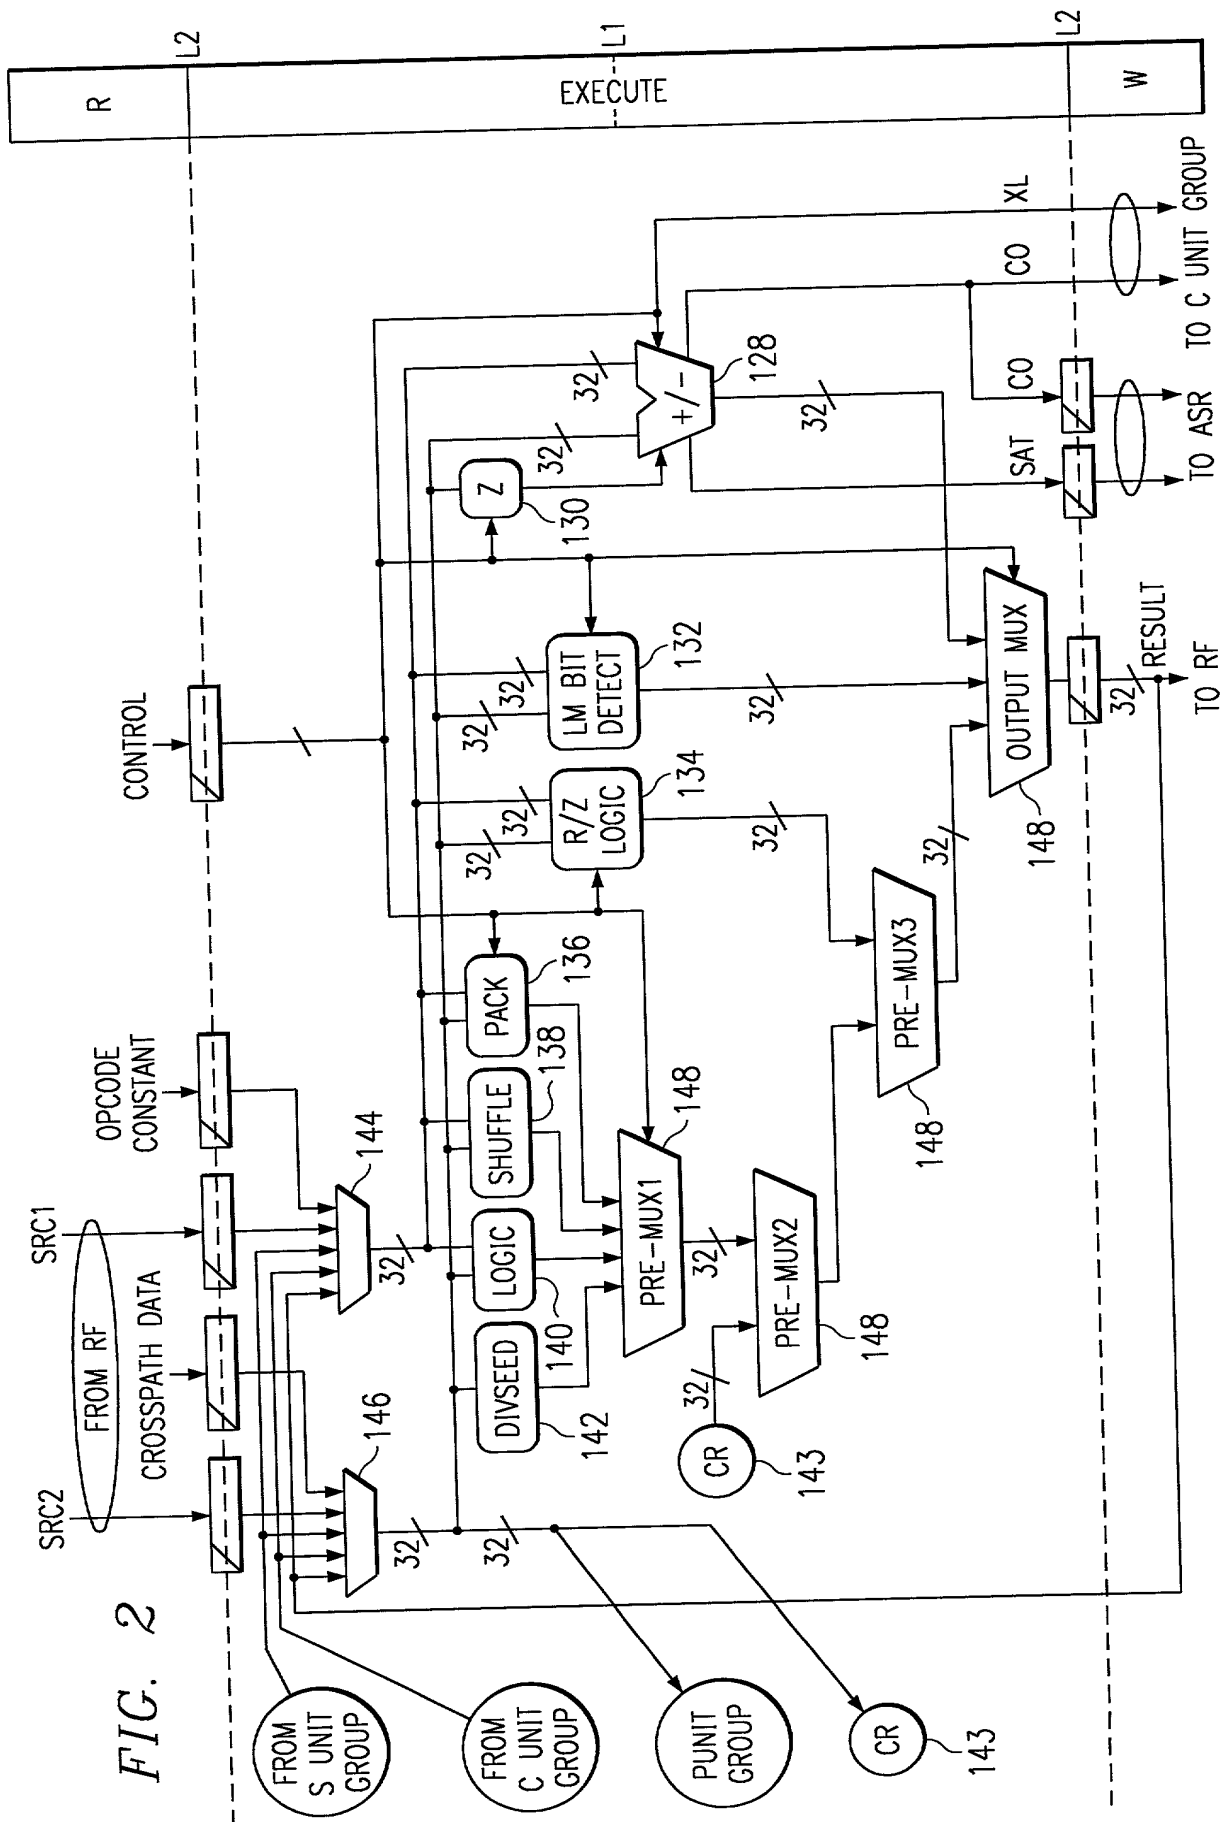 FIG. 2
SRC2
SRC1
FROM RF
CROSSPATH DATA
OPCODE
CONSTANT
CONTROL
R
L2
EXECUTE
L1
L2
W
144
146
32
32
32
FROM
S UNIT
GROUP
FROM
C UNIT
GROUP
PUNIT
GROUP
CR
143
DIVSEED
142
LOGIC
140
SHUFFLE
138
PACK
136
R/Z
LOGIC
134
32
32
LM BIT
DETECT
132
32
32
Z
130
32
32
+/-
128
PRE-MUX1
148
32
CR
143
32
PRE-MUX2
148
PRE-MUX3
148
32
32
32
32
OUTPUT MUX
148
SAT
CO
CO
XL
32
RESULT
TO RF
TO ASR
TO C UNIT GROUP